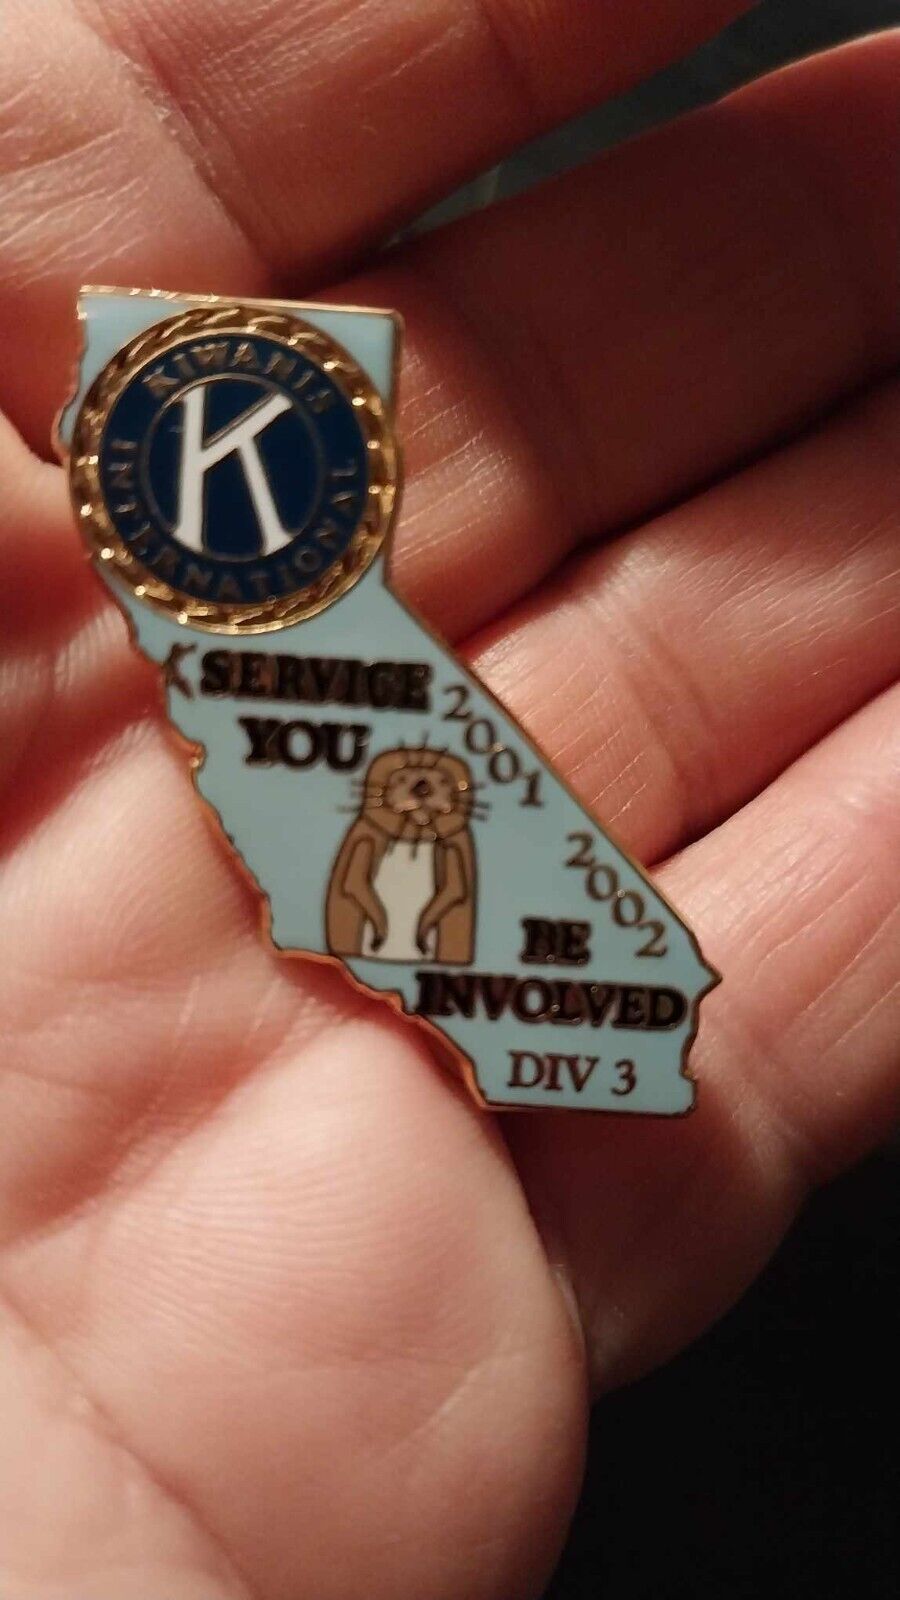 KIWANIS
K
INTERNATIONAL
K SERVICE
YOU
2001
2002
BE
INVOLVED
DIV 3